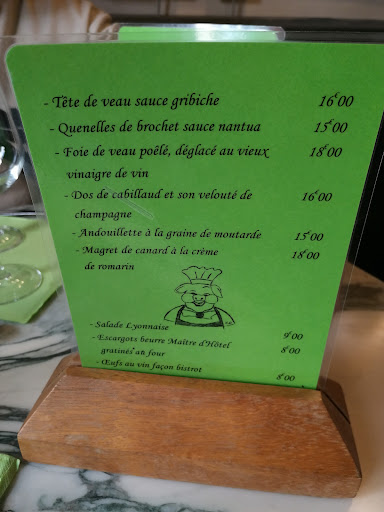 - Tête de veau sauce gribiche 16€00
- Quenelles de brochet sauce nantua 15€00
- Foie de veau poêlé, déglacé au vieux 18€00
vinaigre de vin
- Dos de cabillaud et son velouté de 16€00
champagne
- Andouillette à la graine de moutarde 15€00
- Magret de canard à la crème 18€00
de romarin
- Salade Lyonnaise 9€00
- Escargots beurre Maître d'Hôtel 8€00
gratinés au four
- Œufs au vin façon bistrot 8€00